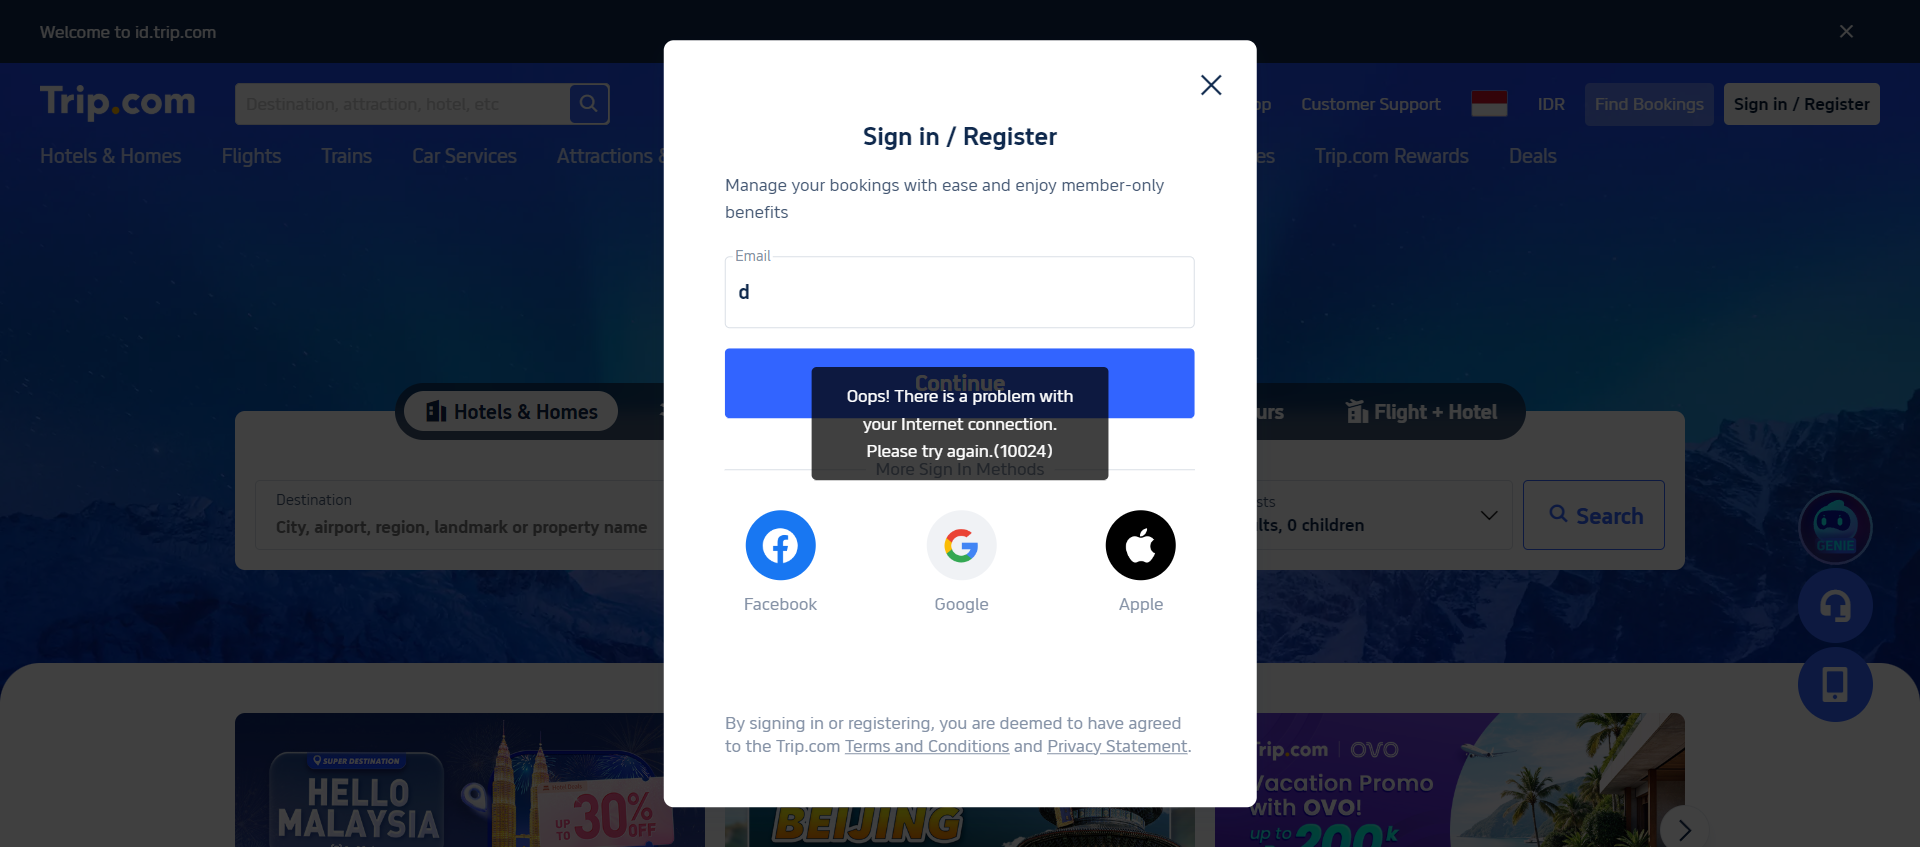 Welcome to id.trip.com
Trip.com
Destination, attraction, hotel, etc
Customer Support
IDR
Find Bookings
Sign in / Register
Hotels & Homes
Flights
Trains
Car Services
Attractions
Trip.com Rewards
Deals
Sign in / Register
Manage your bookings with ease and enjoy member-only
benefits
Email
d
Continue
Oops! There is a problem with
your Internet connection.
Please try again.(10024)
More Sign In Methods
Facebook
Google
Apple
By signing in or registering, you are deemed to have agreed
to the Trip.com Terms and Conditions and Privacy Statement.
Hotels & Homes
Flight + Hotel
Destination
City, airport, region, landmark or property name
0 children
Search
GENIE
SUPER DESTINATION
HELLO
MALAYSIA
UP TO 30% OFF
BEIJING
Trip.com | OVO
Vacation Promo
with OVO!
up to 200k